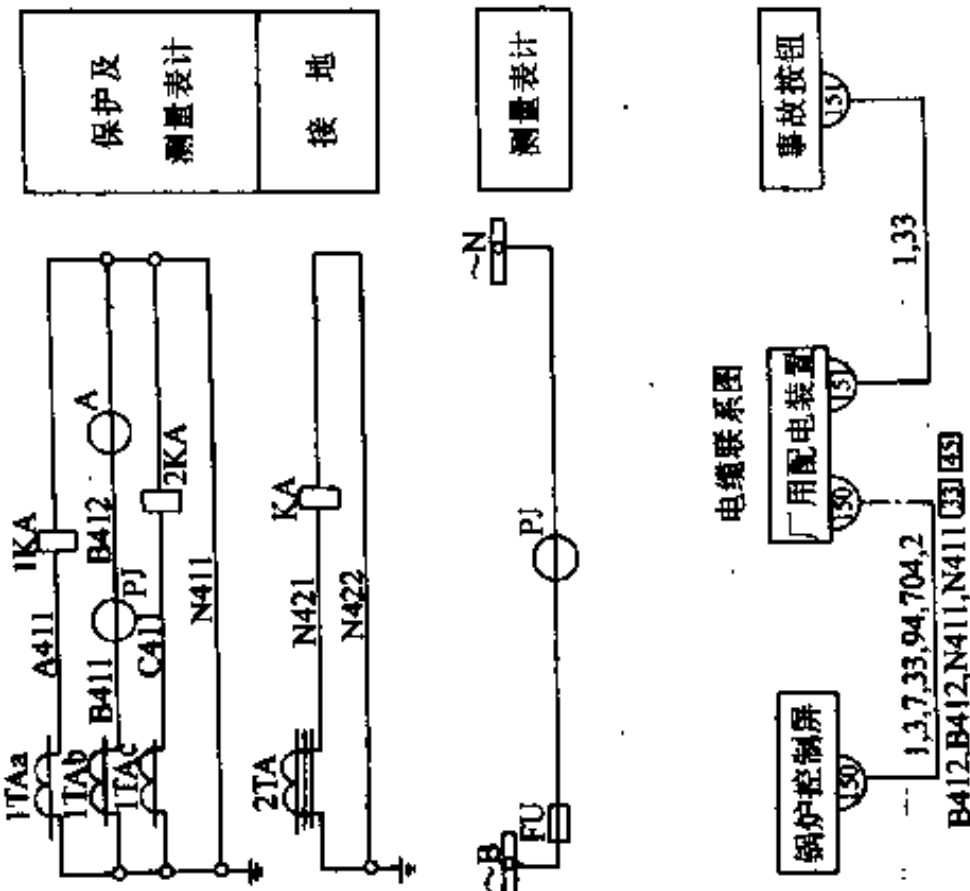 保护及
测量表计
接 地
1TAa
A411
1KA
1TAb
B411
PJ
B412
A
1TAc
C411
2KA
N411
2TA
N421
KA
N422
测量表计
~B
FU
PJ
~N
电缆联系图
锅炉控制屏
150
厂用配电装置
150
151
事故按钮
151
1,3,7,33,94,704,2
B412,B412,N411,N411 33 45
1,33